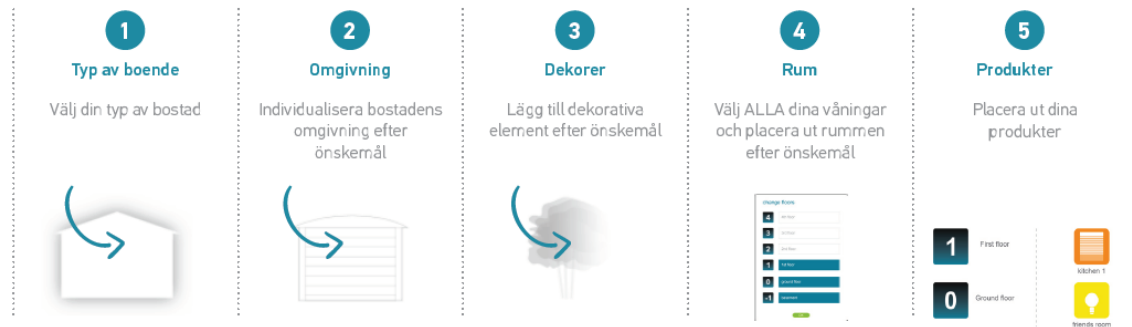 1
Typ av boende
Välj din typ av bostad
2
Omgivning
Individualisera bostadens
omgivning efter
önskemål
3
Dekorer
Lägg till dekorativa
element efter önskemål
4
Rum
Välj ALLA dina våningar
och placera ut rummen
efter önskemål
change floors
4
3
2
1
0 ground floor
-1 basement
5
Produkter
Placera ut dina
produkter
1 First floor
kitchen 1
0 Ground floor
friends room